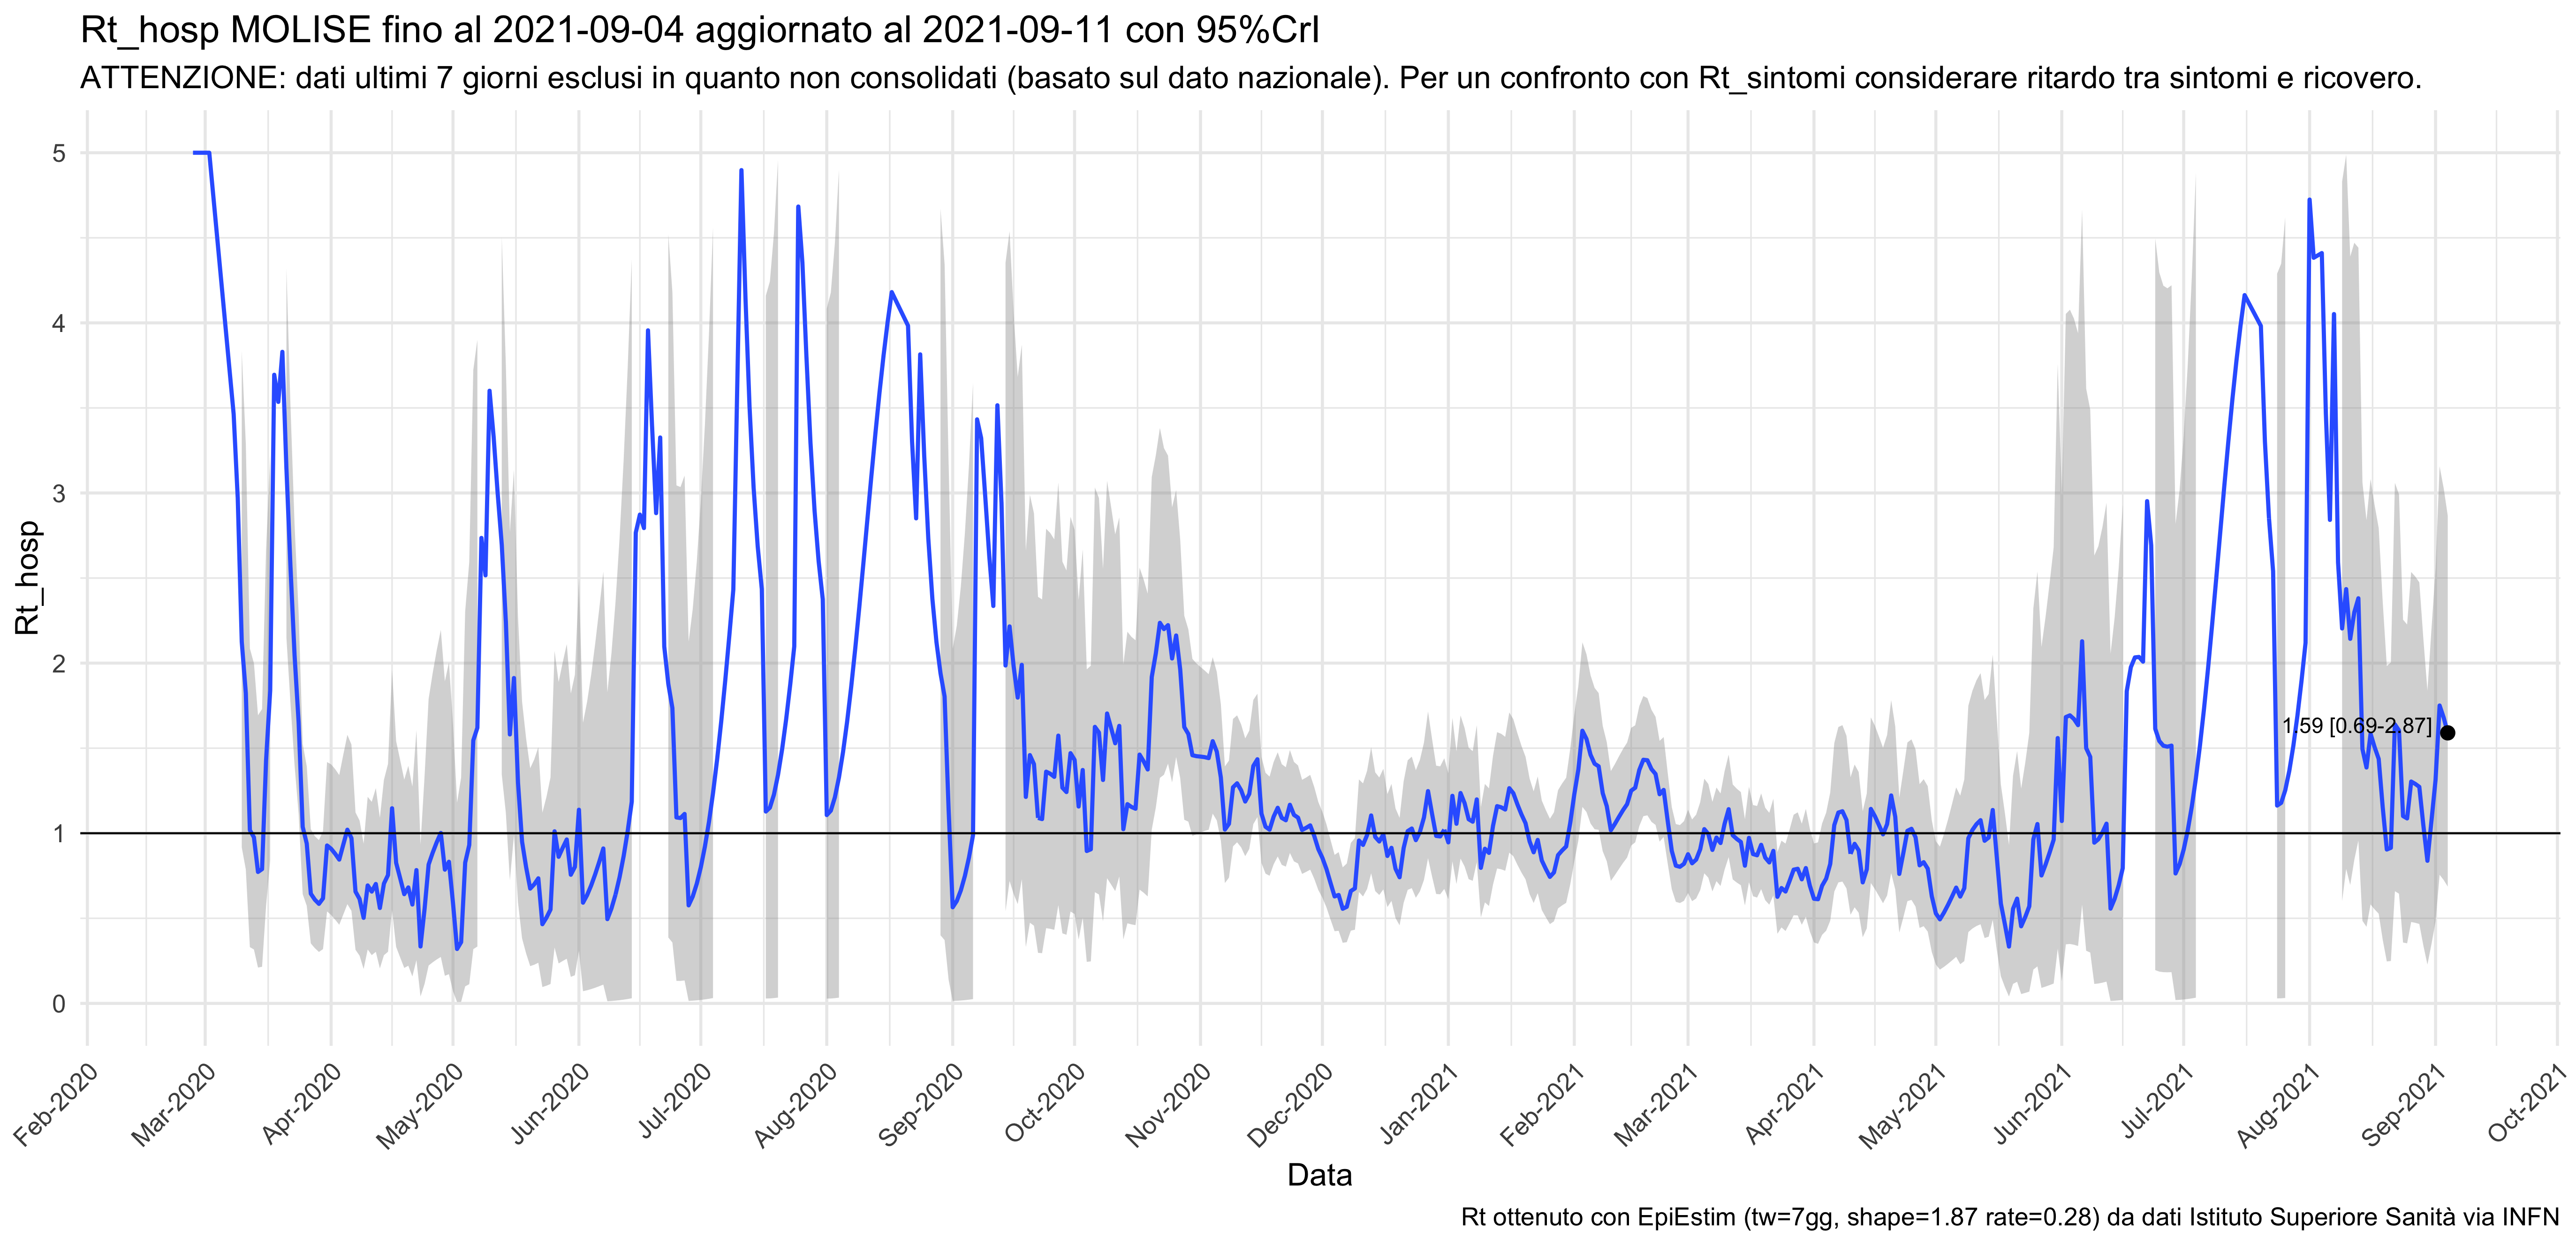 Rt_hosp MOLISE fino al 2021-09-04 aggiornato al 2021-09-11 con 95%CrI
ATTENZIONE: dati ultimi 7 giorni esclusi in quanto non consolidati (basato sul dato nazionale). Per un confronto con Rt_sintomi considerare ritardo tra sintomi e ricovero.
5
4
3
2
1
0
Rt_hosp
1.59 [0.69-2.87]
Feb-2020
Mar-2020
Apr-2020
May-2020
Jun-2020
Jul-2020
Aug-2020
Sep-2020
Oct-2020
Nov-2020
Dec-2020
Jan-2021
Feb-2021
Mar-2021
Apr-2021
May-2021
Jun-2021
Jul-2021
Aug-2021
Sep-2021
Oct-2021
Data
Rt ottenuto con EpiEstim (tw=7gg, shape=1.87 rate=0.28) da dati Istituto Superiore Sanità via INFN